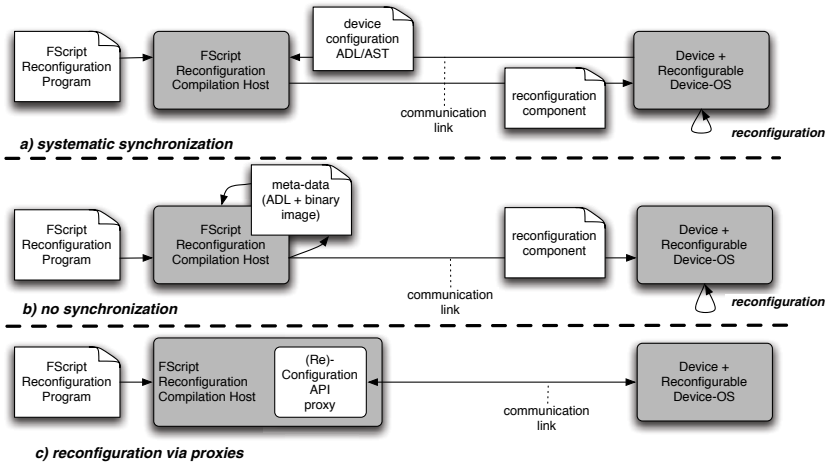 FScript
Reconfiguration
Program
FScript
Reconfiguration
Compilation Host
device
configuration
ADL/AST
communication
link
reconfiguration
component
Device +
Reconfigurable
Device-OS
reconfiguration
a) systematic synchronization
FScript
Reconfiguration
Program
FScript
Reconfiguration
Compilation Host
meta-data
(ADL + binary
image)
communication
link
reconfiguration
component
Device +
Reconfigurable
Device-OS
reconfiguration
b) no synchronization
FScript
Reconfiguration
Program
FScript
Reconfiguration
Compilation Host
(Re)-
Configuration
API
proxy
communication
link
Device +
Reconfigurable
Device-OS
c) reconfiguration via proxies